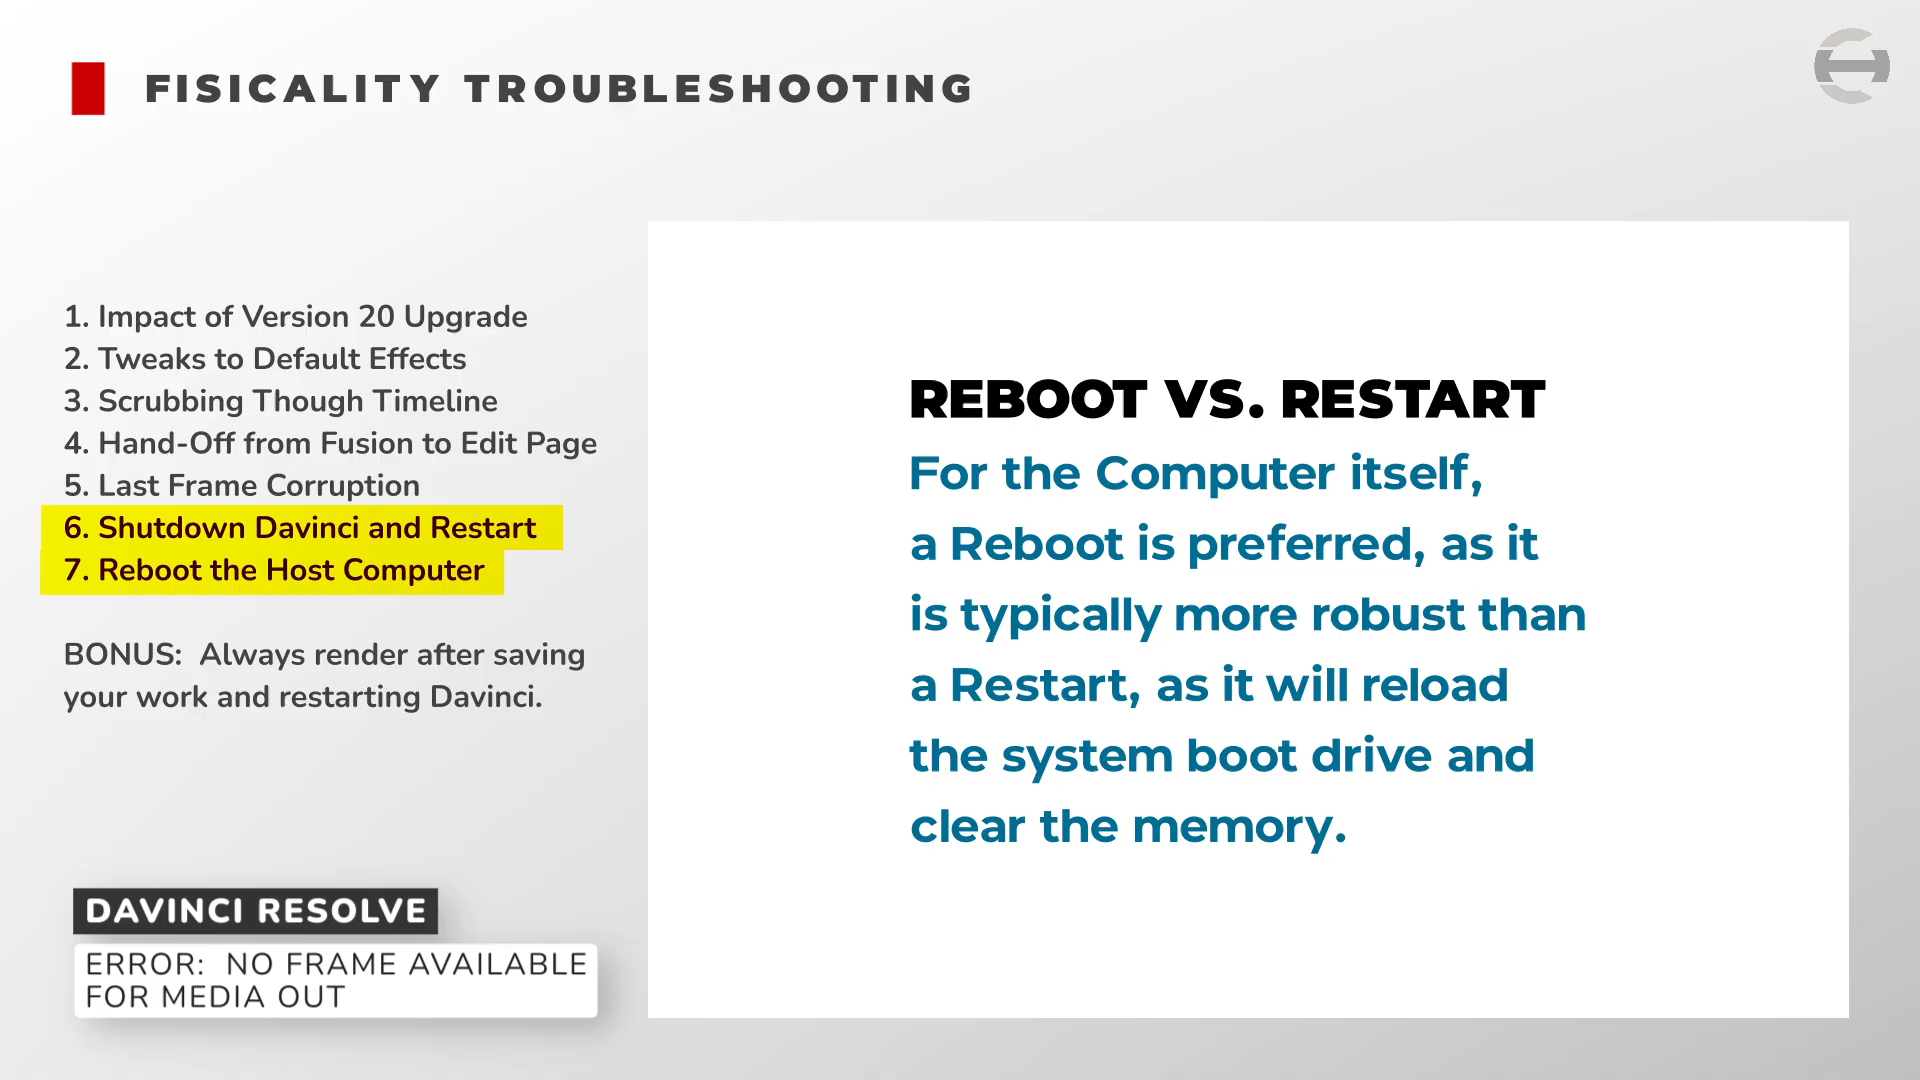 FISICALITY TROUBLESHOOTING
1. Impact of Version 20 Upgrade
2. Tweaks to Default Effects
3. Scrubbing Though Timeline
4. Hand-Off from Fusion to Edit Page
5. Last Frame Corruption
6. Shutdown Davinci and Restart
7. Reboot the Host Computer
BONUS:  Always render after saving
your work and restarting Davinci.
DAVINCI RESOLVE
ERROR:  NO FRAME AVAILABLE
FOR MEDIA OUT
REBOOT VS. RESTART
For the Computer itself,
a Reboot is preferred, as it
is typically more robust than
a Restart, as it will reload
the system boot drive and
clear the memory.